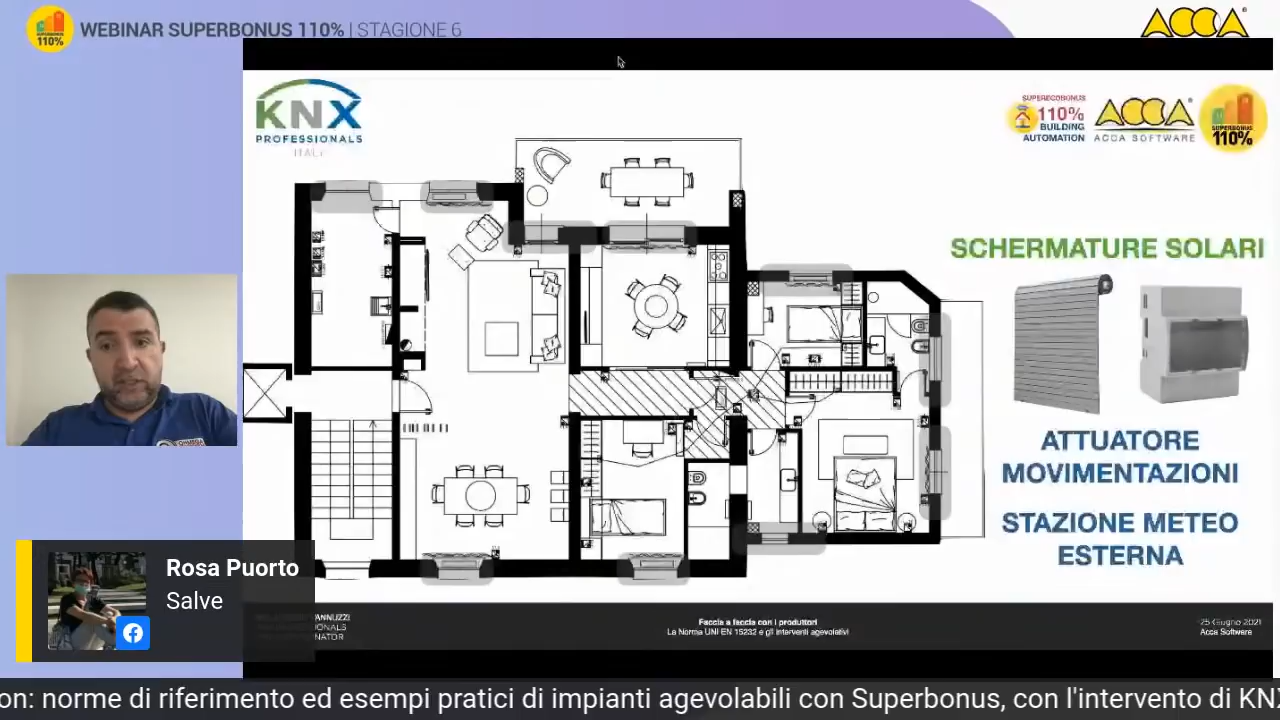 WEBINAR SUPERBONUS 110% | STAGIONE 6
ACCA
SUPERBONUS
110%
KNX
PROFESSIONALS
ITALY
SUPERECOBONUS
110%
BUILDING
AUTOMATION
ACCA
ACCA SOFTWARE
SUPERBONUS
110%
SCHERMATURE SOLARI
ATTUATORE
MOVIMENTAZIONI
STAZIONE METEO
ESTERNA
Rosa Puorto
Salve
Faccia a faccia con i produttori
La Norma UNI EN 15232 e gli interventi agevolativi
25 Giugno 2021
Acca Software
on: norme di riferimento ed esempi pratici di impianti agevolabili con Superbonus, con l'intervento di KN